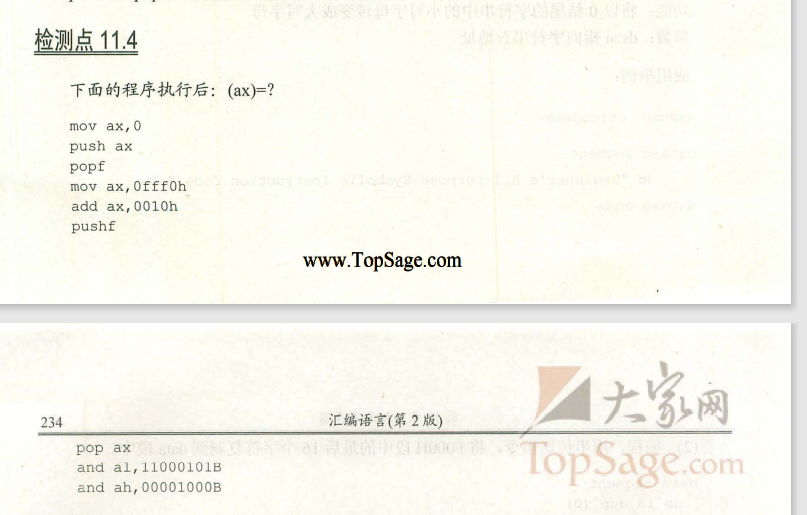 检测点 11.4
下面的程序执行后：(ax)=?
mov ax,0
push ax
popf
mov ax,0fff0h
add ax,0010h
pushf
www.TopSage.com
大家网
234 汇编语言(第 2 版)
TopSage.com
pop ax
and al,11000101B
and ah,00001000B